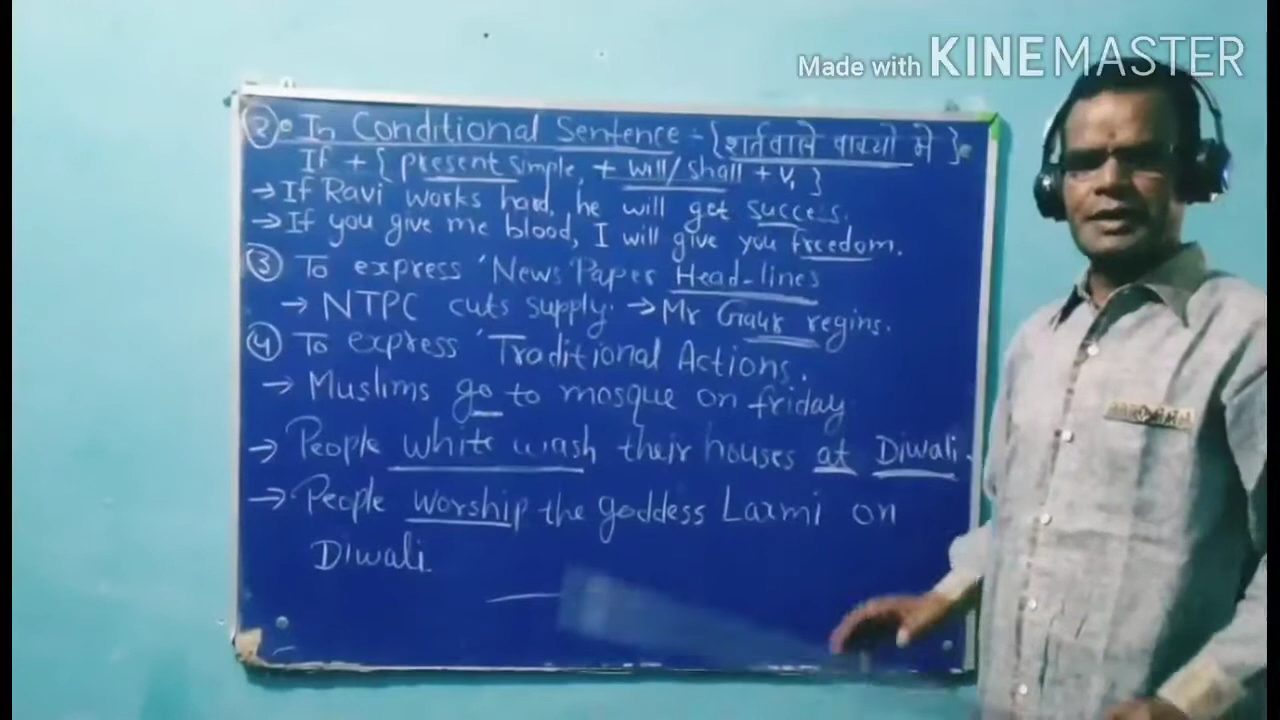 Made with KINEMASTER
② In Conditional Sentence :- {शर्तवाले वाक्यो मे}
If + { present simple, + will/shall + V₁ }
→ If Ravi works hard, he will get success.
→ If you give me blood, I will give you freedom.
③ To express 'News Paper Head-lines
→ NTPC cuts supply. → Mr Gaur regins.
④ To express 'Traditional Actions.
→ Muslims go to mosque on friday
→ People white wash their houses at Diwali.
→ People worship the goddess Laxmi on
Diwali.